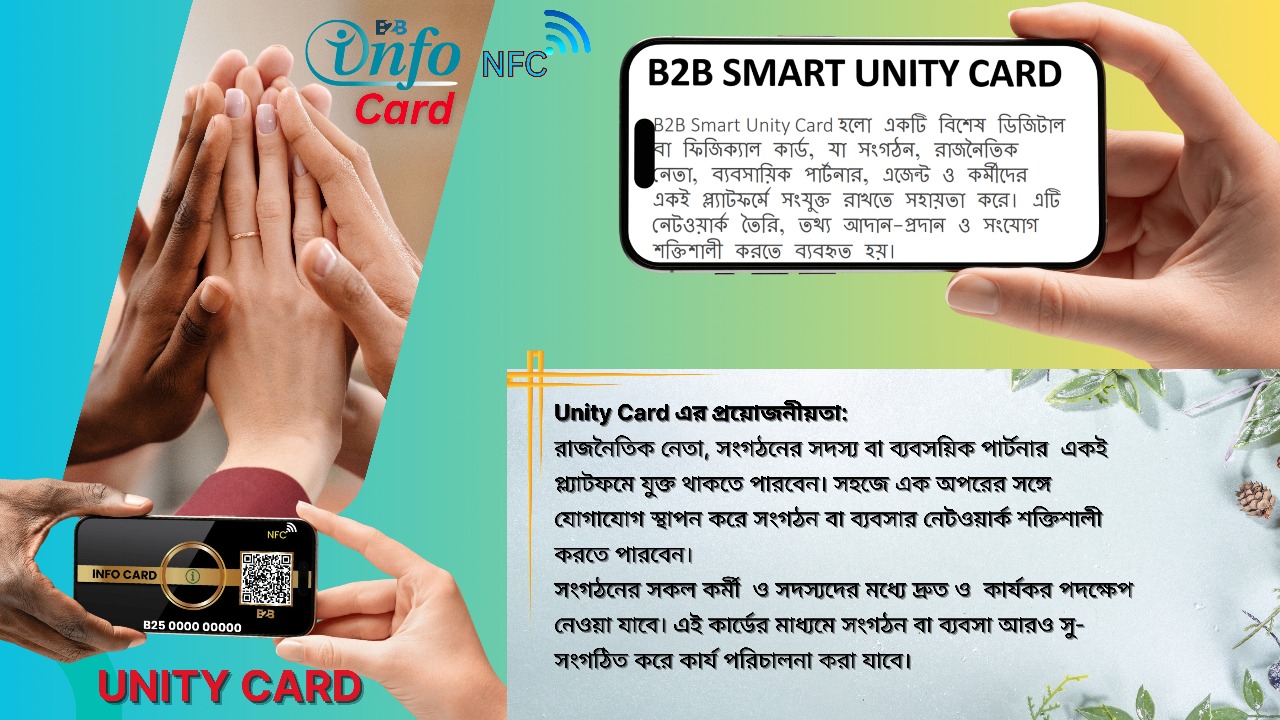 B2B
info
Card
NFC
B2B SMART UNITY CARD
B2B Smart Unity Card হলো একটি বিশেষ ডিজিটাল
বা ফিজিক্যাল কার্ড, যা সংগঠন, রাজনৈতিক
নেতা, ব্যবসায়িক পার্টনার, এজেন্ট ও কর্মীদের
একই প্ল্যাটফর্মে সংযুক্ত রাখতে সহায়তা করে। এটি
নেটওয়ার্ক তৈরি, তথ্য আদান-প্রদান ও সংযোগ
শক্তিশালী করতে ব্যবহৃত হয়।
Unity Card এর প্রয়োজনীয়তা:
রাজনৈতিক নেতা, সংগঠনের সদস্য বা ব্যবসয়িক পার্টনার একই
প্ল্যাটফমে যুক্ত থাকতে পারবেন। সহজে এক অপরের সঙ্গে
যোগাযোগ স্থাপন করে সংগঠন বা ব্যবসার নেটওয়ার্ক শক্তিশালী
করতে পারবেন।
সংগঠনের সকল কর্মী ও সদস্যদের মধ্যে দ্রুত ও কার্যকর পদক্ষেপ
নেওয়া যাবে। এই কার্ডের মাধ্যমে সংগঠন বা ব্যবসা আরও সু-
সংগঠিত করে কার্য পরিচালনা করা যাবে।
NFC
INFO CARD
B2B
B25 0000 00000
UNITY CARD